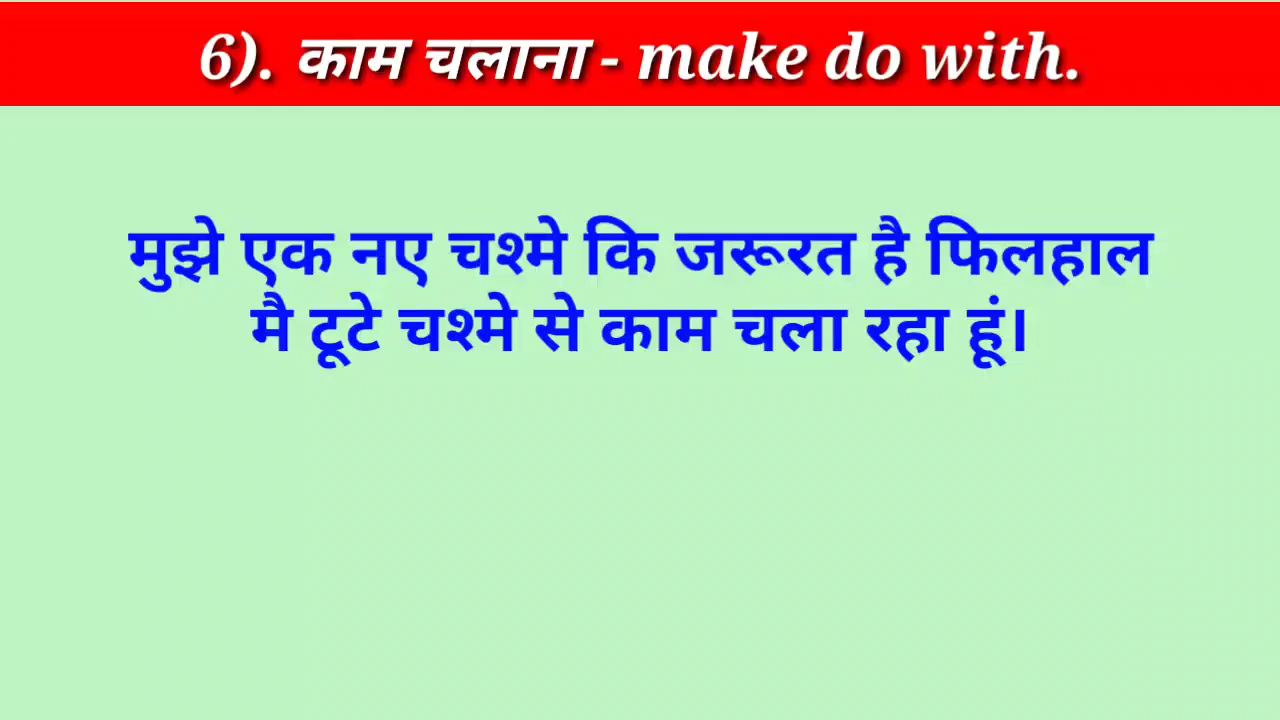 6). काम चलाना - make do with.
मुझे एक नए चश्मे कि जरूरत है फिलहाल
मै टूटे चश्मे से काम चला रहा हूं।